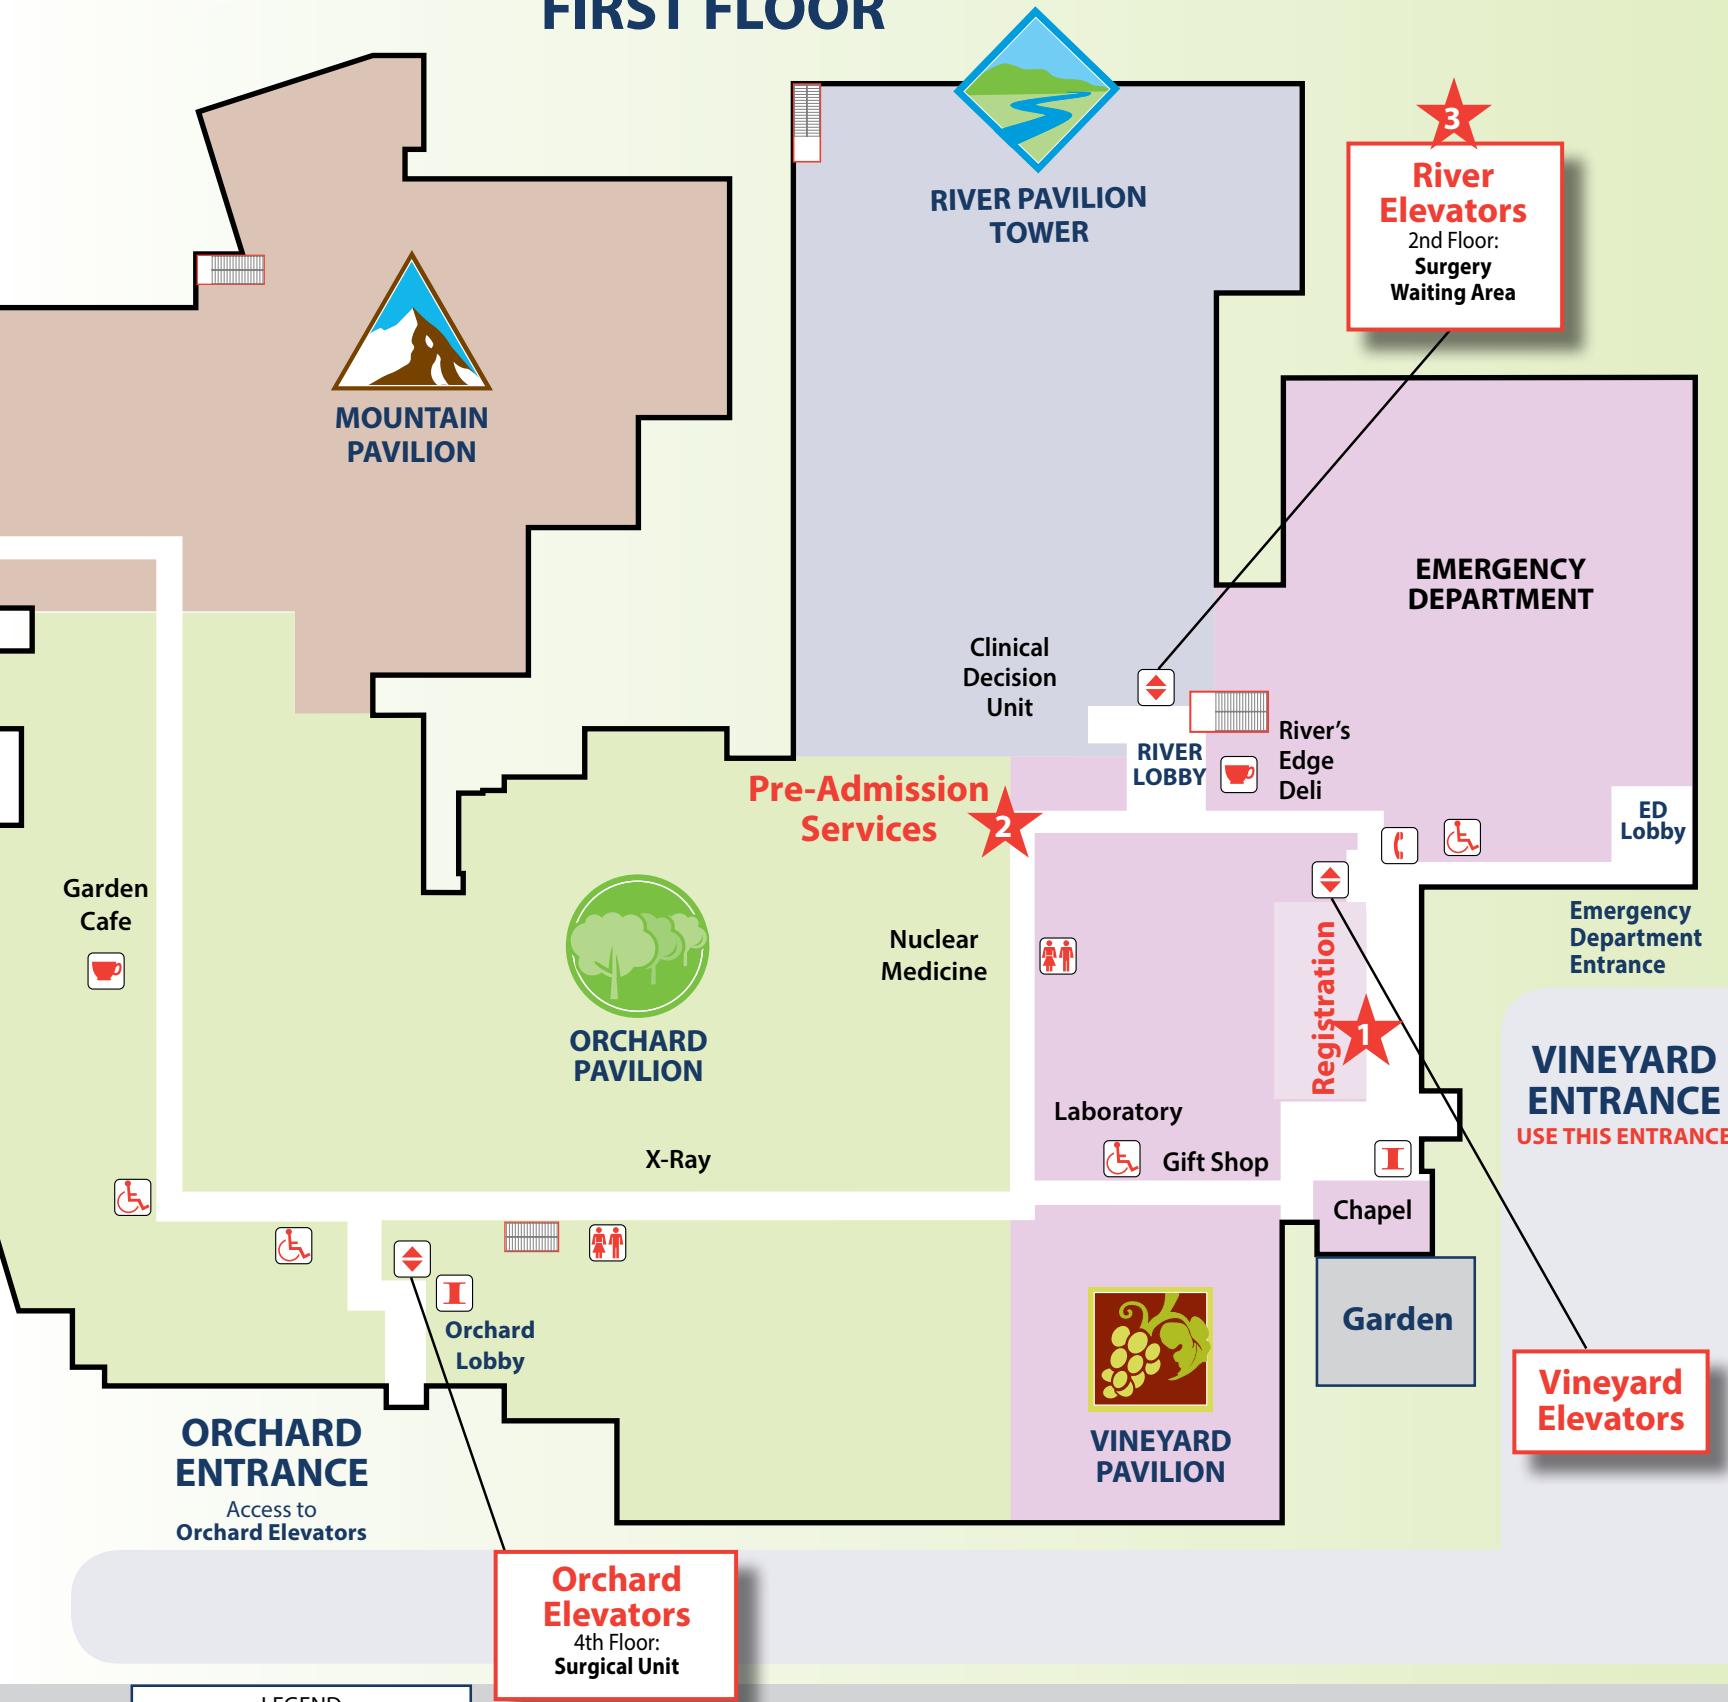 FIRST FLOOR
3
River
Elevators
2nd Floor:
Surgery
Waiting Area
RIVER PAVILION
TOWER
MOUNTAIN
PAVILION
EMERGENCY
DEPARTMENT
Clinical
Decision
Unit
RIVER
LOBBY
River's
Edge
Deli
Pre-Admission
Services
2
ED
Lobby
Garden
Cafe
Nuclear
Medicine
Registration
1
Emergency
Department
Entrance
ORCHARD
PAVILION
VINEYARD
ENTRANCE
USE THIS ENTRANCE
Laboratory
X-Ray
Gift Shop
Chapel
Orchard
Lobby
Garden
VINEYARD
PAVILION
Vineyard
Elevators
ORCHARD
ENTRANCE
Access to
Orchard Elevators
Orchard
Elevators
4th Floor:
Surgical Unit
LEGEND